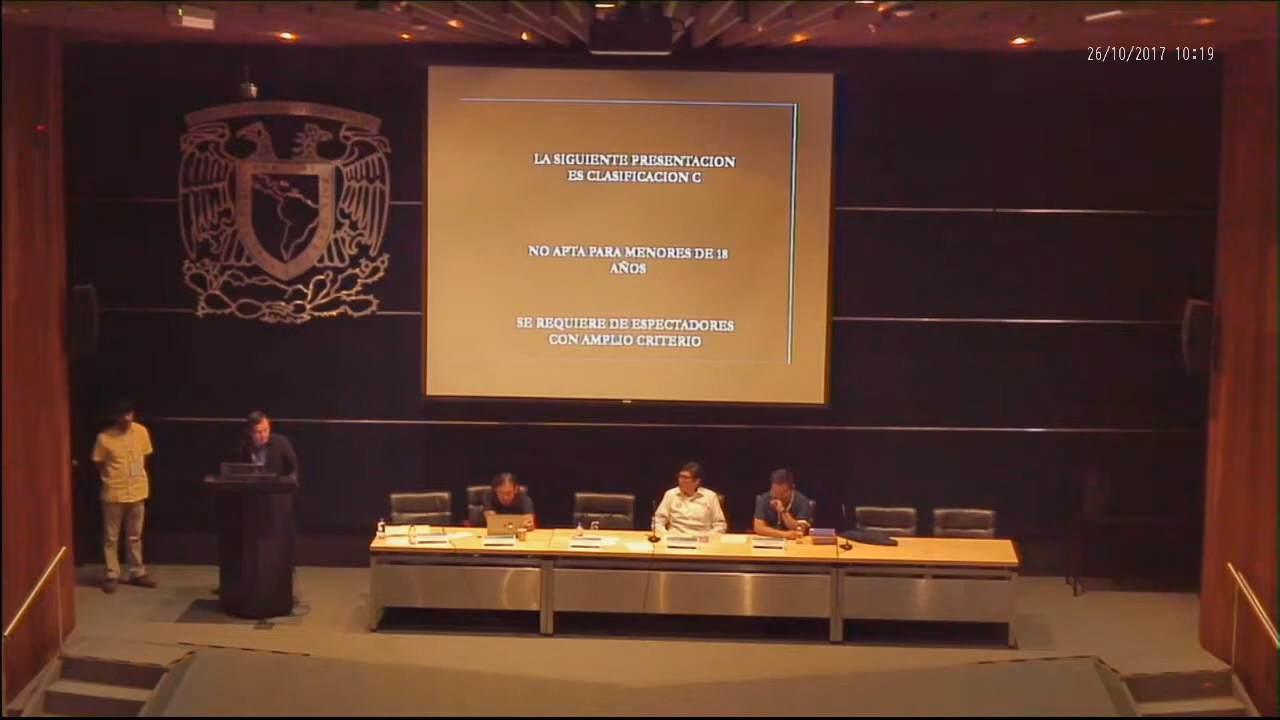 26/10/2017 10:19
LA SIGUIENTE PRESENTACION
ES CLASIFICACION C
NO APTA PARA MENORES DE 18
AÑOS
SE REQUIERE DE ESPECTADORES
CON AMPLIO CRITERIO